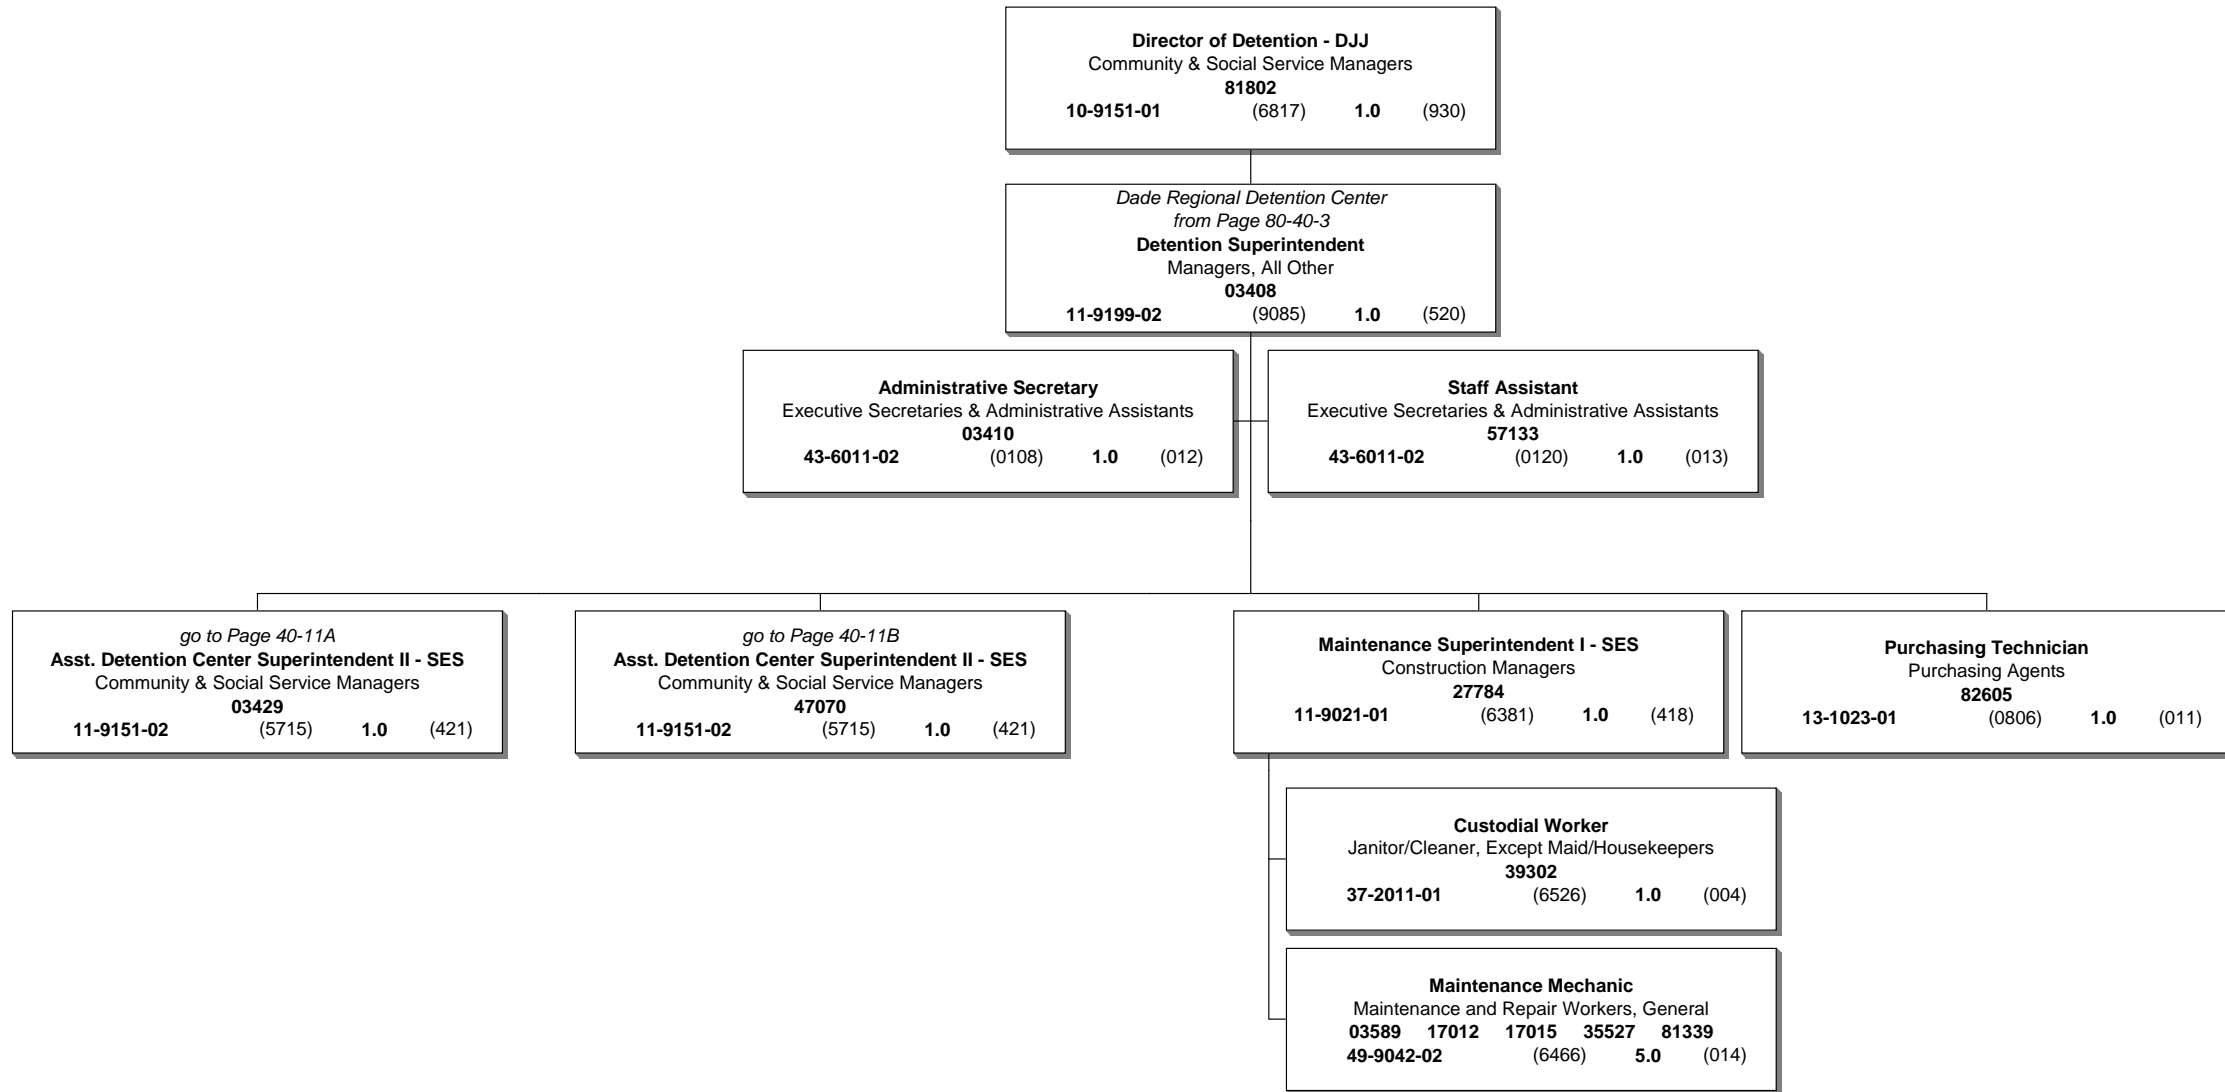 Director of Detention - DJJ
Community & Social Service Managers
81802
10-9151-01 (6817) 1.0 (930)
Dade Regional Detention Center
from Page 80-40-3
Detention Superintendent
Managers, All Other
03408
11-9199-02 (9085) 1.0 (520)
Administrative Secretary
Executive Secretaries & Administrative Assistants
03410
43-6011-02 (0108) 1.0 (012)
Staff Assistant
Executive Secretaries & Administrative Assistants
57133
43-6011-02 (0120) 1.0 (013)
go to Page 40-11A
Asst. Detention Center Superintendent II - SES
Community & Social Service Managers
03429
11-9151-02 (5715) 1.0 (421)
go to Page 40-11B
Asst. Detention Center Superintendent II - SES
Community & Social Service Managers
47070
11-9151-02 (5715) 1.0 (421)
Maintenance Superintendent I - SES
Construction Managers
27784
11-9021-01 (6381) 1.0 (418)
Purchasing Technician
Purchasing Agents
82605
13-1023-01 (0806) 1.0 (011)
Custodial Worker
Janitor/Cleaner, Except Maid/Housekeepers
39302
37-2011-01 (6526) 1.0 (004)
Maintenance Mechanic
Maintenance and Repair Workers, General
03589 17012 17015 35527 81339
49-9042-02 (6466) 5.0 (014)